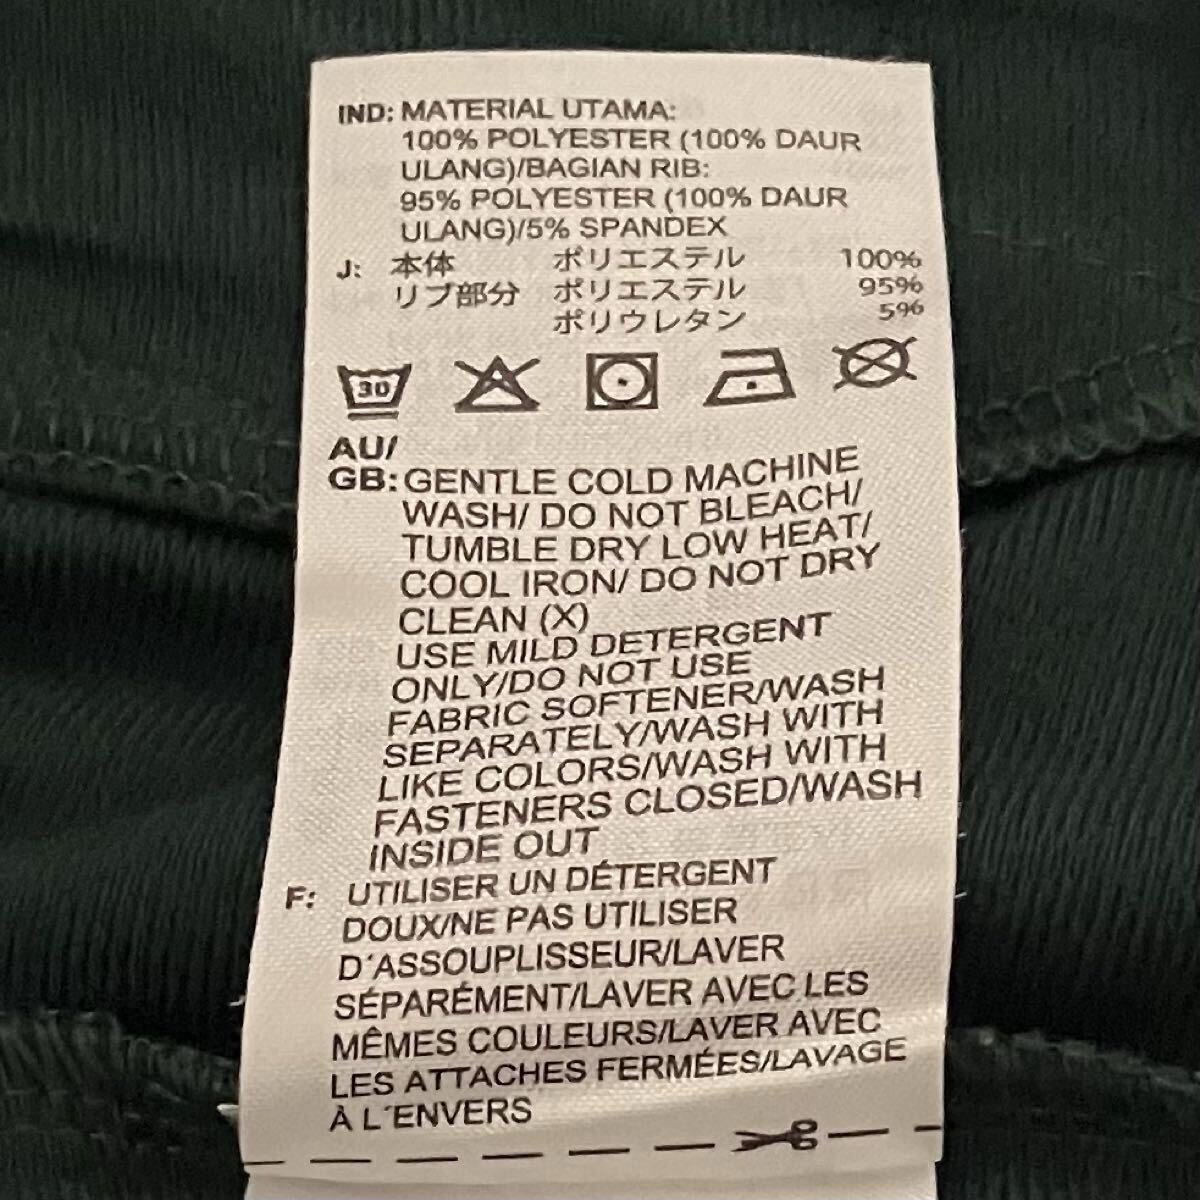 IND: MATERIAL UTAMA:
100% POLYESTER (100% DAUR
ULANG)/BAGIAN RIB:
95% POLYESTER (100% DAUR
ULANG)/5% SPANDEX
J: 本体 ポリエステル 100%
リブ部分 ポリエステル 95%
ポリウレタン 5%
30
AU/
GB: GENTLE COLD MACHINE
WASH/ DO NOT BLEACH/
TUMBLE DRY LOW HEAT/
COOL IRON/ DO NOT DRY
CLEAN (X)
USE MILD DETERGENT
ONLY/DO NOT USE
FABRIC SOFTENER/WASH
SEPARATELY/WASH WITH
LIKE COLORS/WASH WITH
FASTENERS CLOSED/WASH
INSIDE OUT
F: UTILISER UN DÉTERGENT
DOUX/NE PAS UTILISER
D´ASSOUPLISSEUR/LAVER
SÉPARÉMENT/LAVER AVEC LES
MÊMES COULEURS/LAVER AVEC
LES ATTACHES FERMÉES/LAVAGE
À L´ENVERS